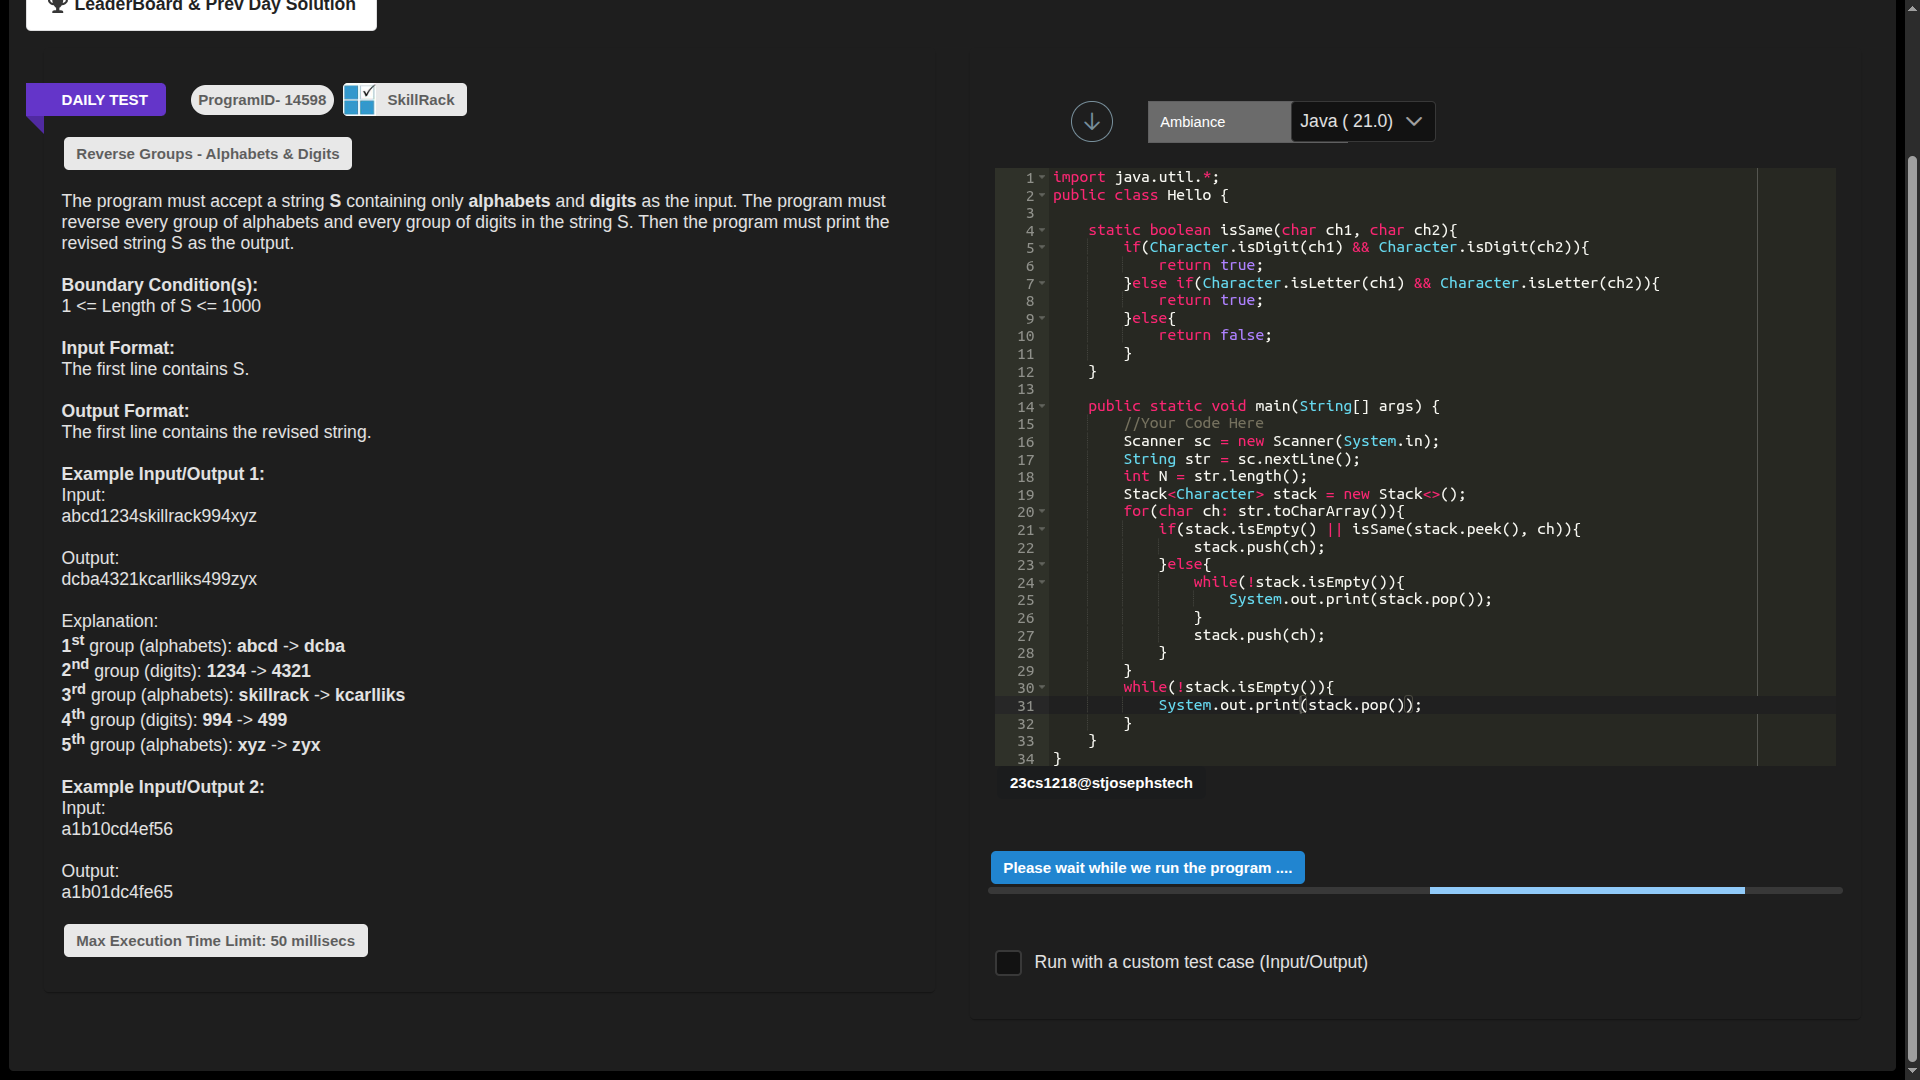 LeaderBoard & Prev Day Solution
DAILY TEST
ProgramID- 14598
SkillRack
Reverse Groups - Alphabets & Digits
The program must accept a string S containing only alphabets and digits as the input. The program must
reverse every group of alphabets and every group of digits in the string S. Then the program must print the
revised string S as the output.
Boundary Condition(s):
1 <= Length of S <= 1000
Input Format:
The first line contains S.
Output Format:
The first line contains the revised string.
Example Input/Output 1:
Input:
abcd1234skillrack994xyz
Output:
dcba4321kcarlliks499zyx
Explanation:
1st group (alphabets): abcd -> dcba
2nd group (digits): 1234 -> 4321
3rd group (alphabets): skillrack -> kcarlliks
4th group (digits): 994 -> 499
5th group (alphabets): xyz -> zyx
Example Input/Output 2:
Input:
a1b10cd4ef56
Output:
a1b01dc4fe65
Max Execution Time Limit: 50 millisecs
Ambiance
Java ( 21.0)
1 import java.util.*;
2 public class Hello {
3
4     static boolean isSame(char ch1, char ch2){
5         if(Character.isDigit(ch1) && Character.isDigit(ch2)){
6             return true;
7         }else if(Character.isLetter(ch1) && Character.isLetter(ch2)){
8             return true;
9         }else{
10             return false;
11         }
12     }
13
14     public static void main(String[] args) {
15         //Your Code Here
16         Scanner sc = new Scanner(System.in);
17         String str = sc.nextLine();
18         int N = str.length();
19         Stack<Character> stack = new Stack<>();
20         for(char ch: str.toCharArray()){
21             if(stack.isEmpty() || isSame(stack.peek(), ch)){
22                 stack.push(ch);
23             }else{
24                 while(!stack.isEmpty()){
25                     System.out.print(stack.pop());
26                 }
27                 stack.push(ch);
28             }
29         }
30         while(!stack.isEmpty()){
31             System.out.print(stack.pop());
32         }
33     }
34 }
23cs1218@stjosephstech
Please wait while we run the program ....
Run with a custom test case (Input/Output)